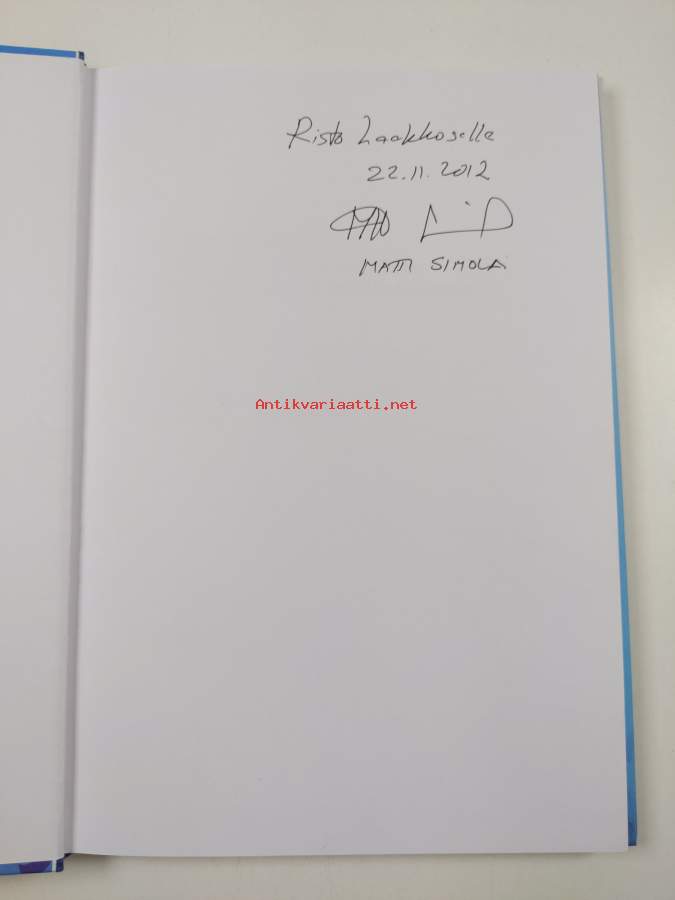 Risto Laakkoselle
22.11.2012
MATTI SIMOLA
Antikvariaatti.net